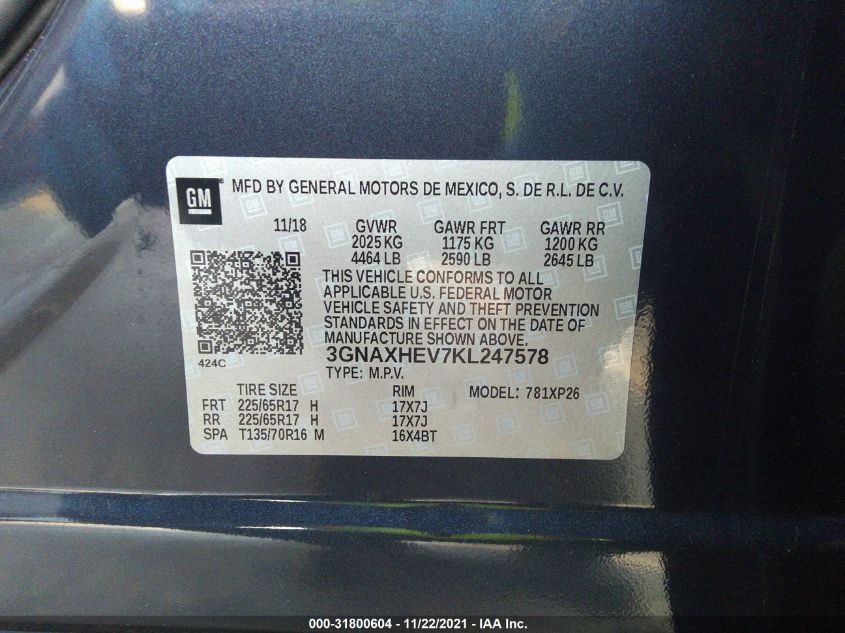 GM ® MFD BY GENERAL MOTORS DE MEXICO, S. DE R.L. DE C.V.
11/18 GVWR GAWR FRT GAWR RR
2025 KG 1175 KG 1200 KG
4464 LB 2590 LB 2645 LB
THIS VEHICLE CONFORMS TO ALL
APPLICABLE U.S. FEDERAL MOTOR
VEHICLE SAFETY AND THEFT PREVENTION
STANDARDS IN EFFECT ON THE DATE OF
MANUFACTURE SHOWN ABOVE.
424C 3GNAXHEV7KL247578
TYPE: M.P.V.
TIRE SIZE RIM MODEL: 781XP26
FRT 225/65R17 H 17X7J
RR 225/65R17 H 17X7J
SPA T135/70R16 M 16X4BT
000-31800604 - 11/22/2021 - IAA Inc.